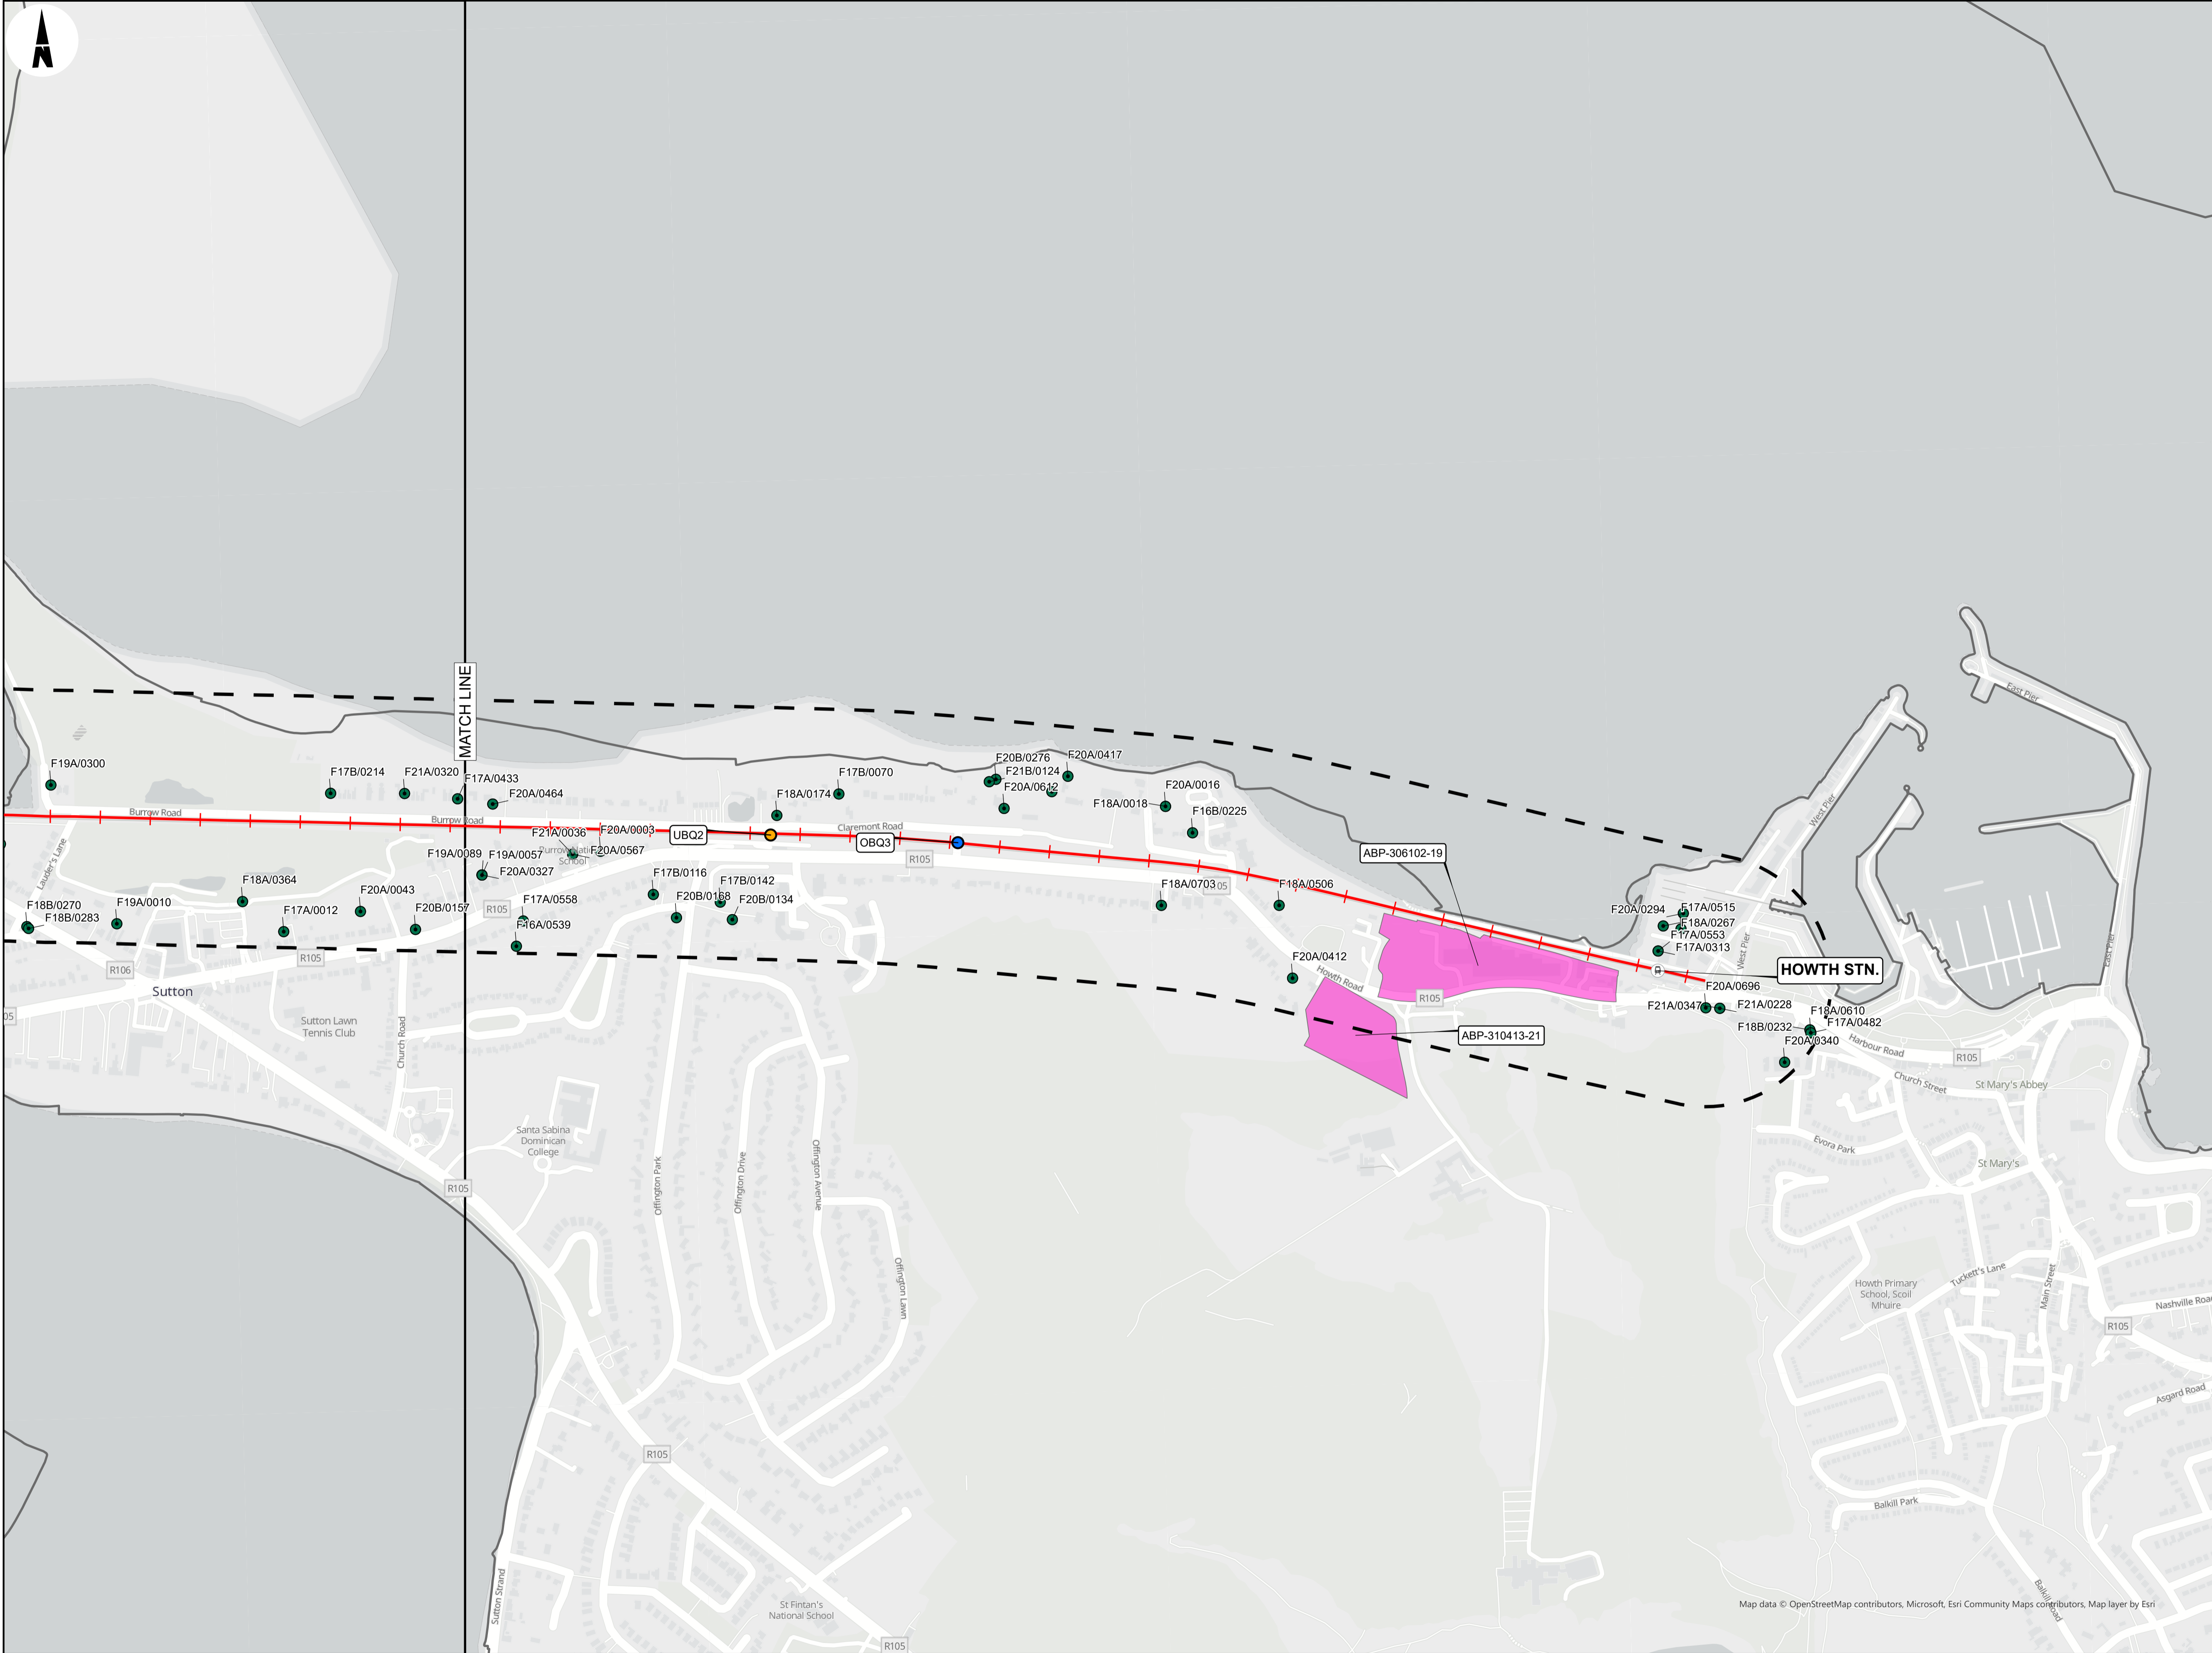 N
MATCH LINE
East Pier
West Pier
F19A/0300
F17B/0214
F21A/0320
F17A/0433
F20A/0464
F17B/0070
F18A/0174
F20B/0276
F21B/0124
F20A/0417
F20A/0612
F20A/0016
F18A/0018
F16B/0225
Burrow Road
Burrow Road
Claremont Road
F21A/0036
F20A/0003
UBQ2
OBQ3
F20A/0567
School
F19A/0089
F19A/0057
F20A/0327
R105
ABP-306102-19
Lauder's Lane
F18A/0364
F20A/0043
F17B/0116
F17B/0142
F18A/0703
F18A/0506
F18B/0270
F18B/0283
F19A/0010
F17A/0012
F20B/0157
R105
F17A/0558
F16A/0539
F20B/0168
F20B/0134
F20A/0294
F17A/0515
F18A/0267
F17A/0553
F17A/0313
West Pier
East Pier
HOWTH STN.
R106
R105
Sutton
F20A/0412
Howth Road
R105
F20A/0696
F21A/0347
F21A/0228
F18A/0610
F17A/0482
F18B/0232
F20A/0340
ABP-310413-21
Sutton Lawn
Tennis Club
Church Road
Harbour Road
R105
Church Street
St Mary's Abbey
Santa Sabina
Dominican
College
Offington Park
Offington Drive
Offington Avenue
Offington Lawn
Evora Park
St Mary's
R105
Howth Primary
School, Scoil
Mhuire
Tuckett's Lane
Main Street
Nashville Road
R105
Asgard Road
R105
Balkill Park
Balkill Road
Sutton Strand
St Fintan's
National School
R105
Map data © OpenStreetMap contributors, Microsoft, Esri Community Maps contributors, Map layer by Esri